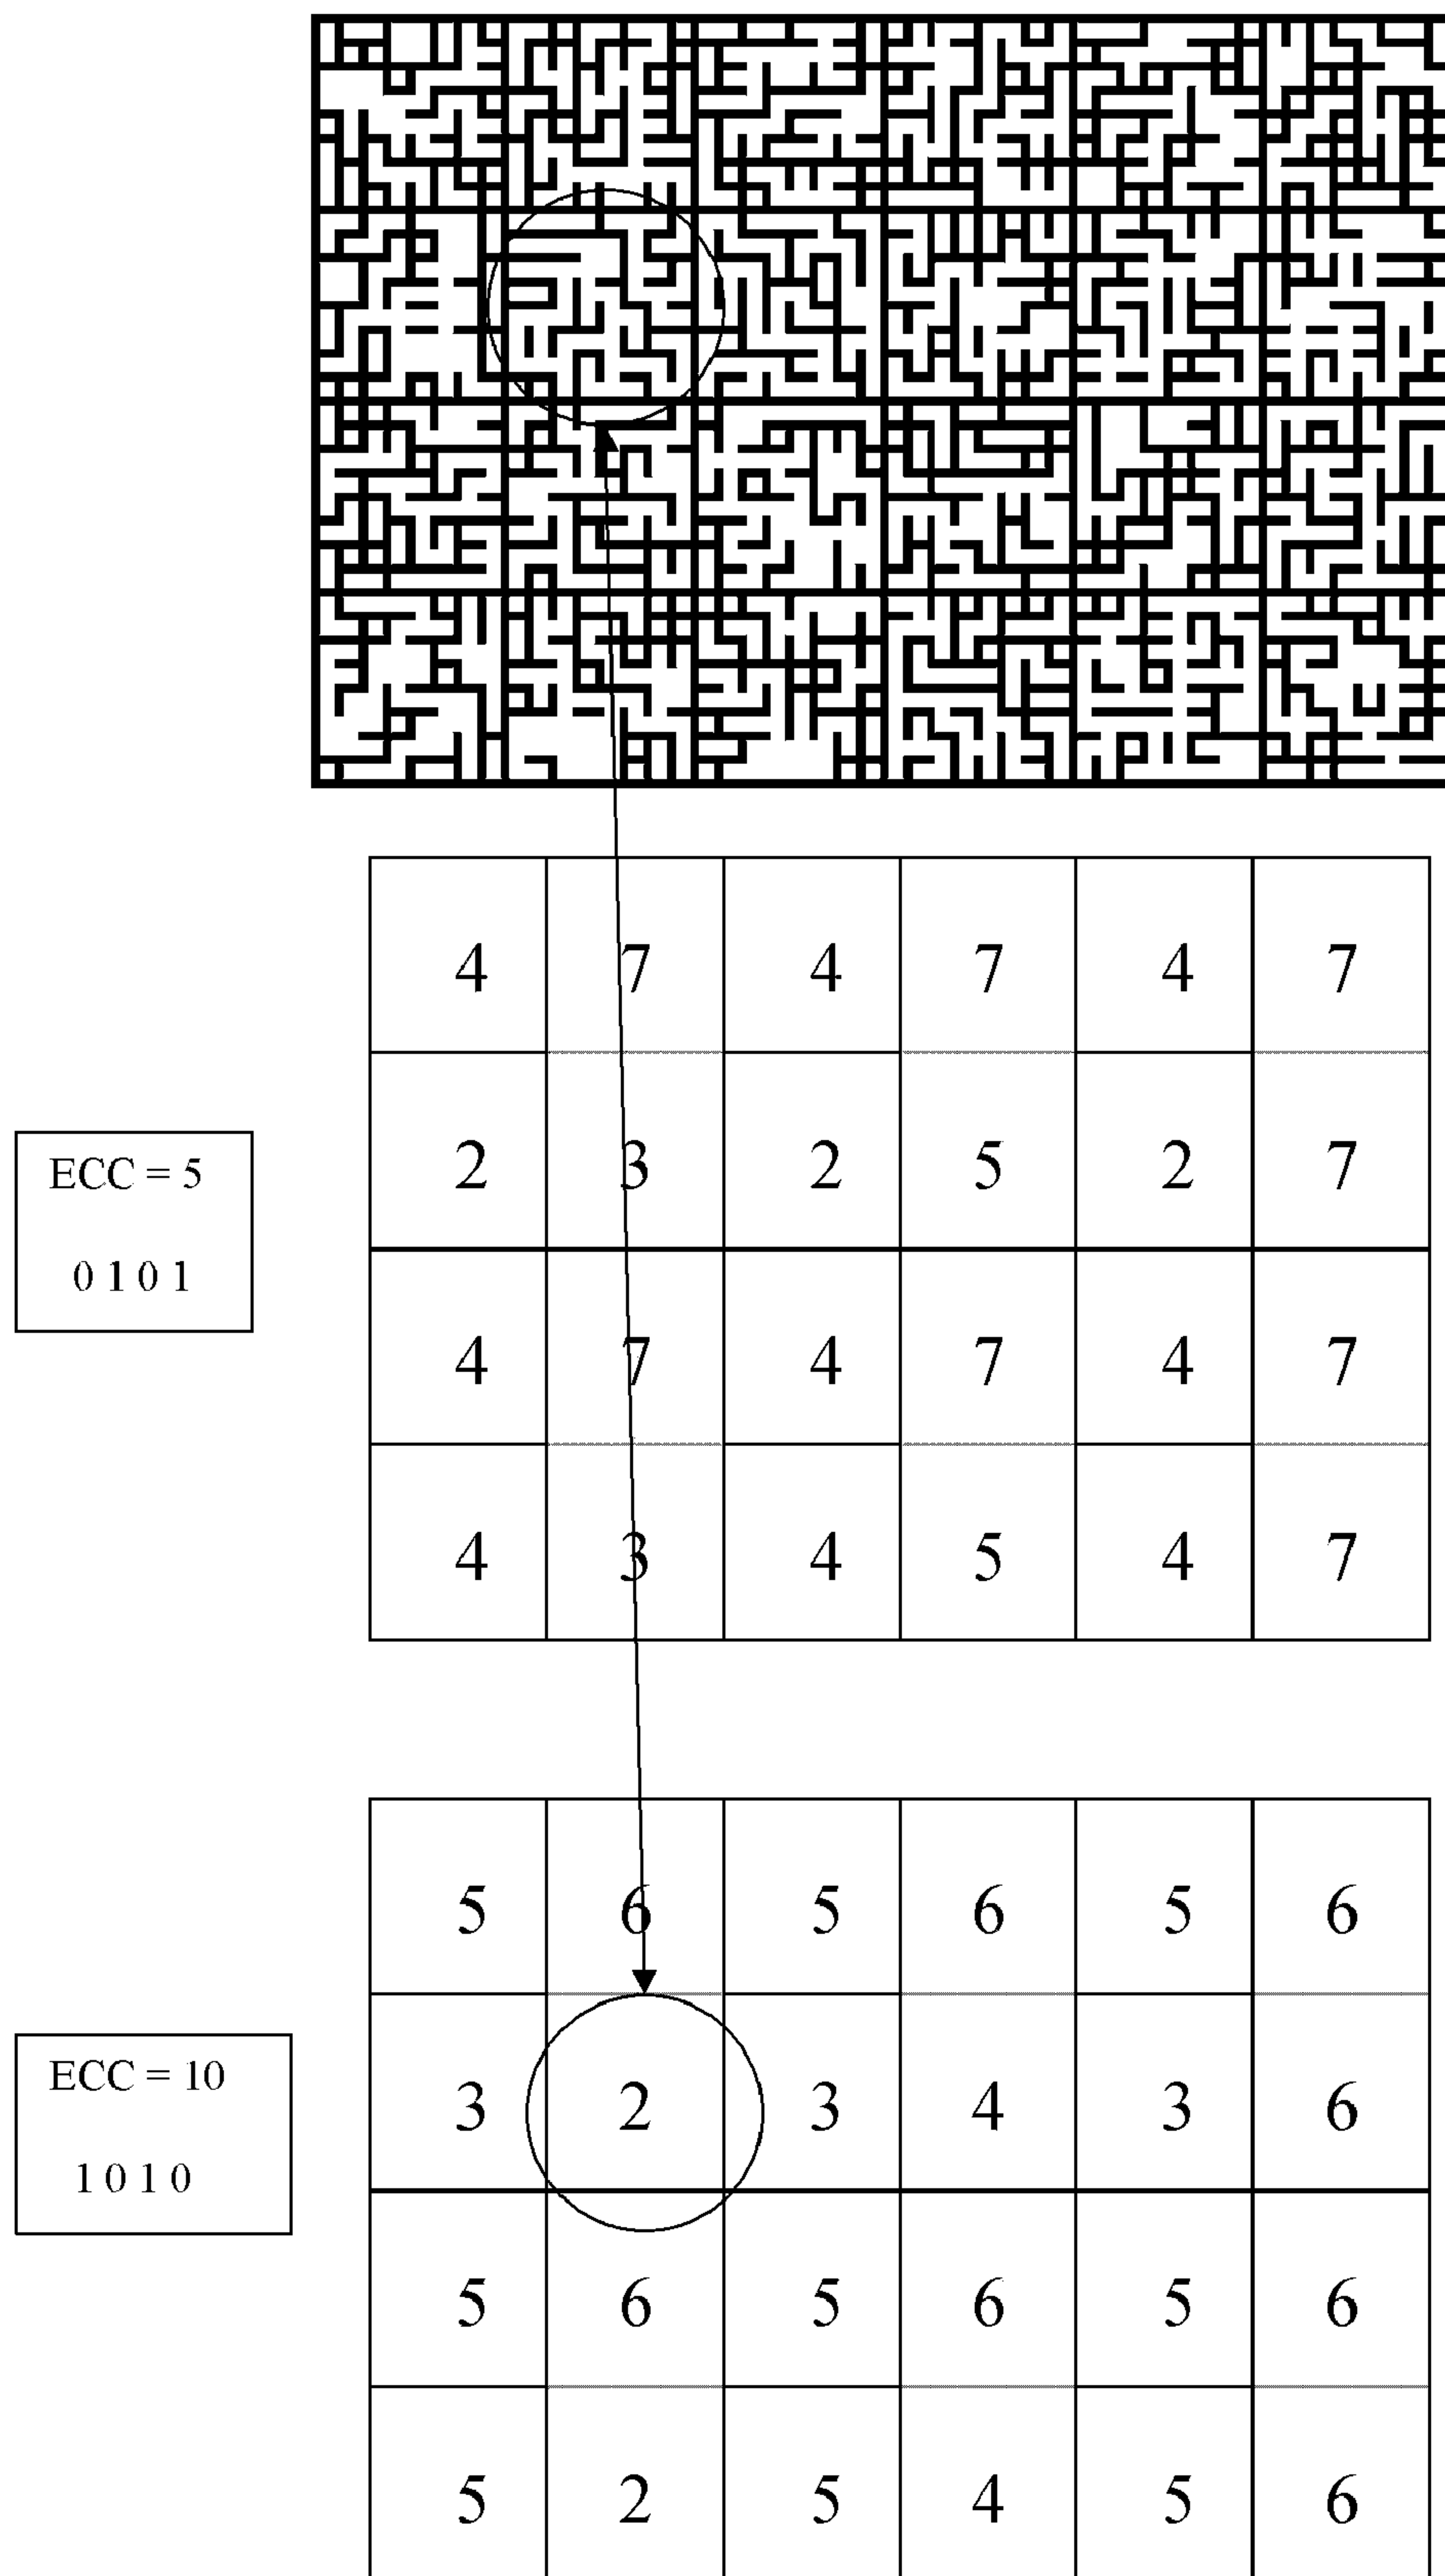 4 7 4 7 4 7
2 3 2 5 2 7
ECC = 5
0 1 0 1
4 7 4 7 4 7
4 3 4 5 4 7
5 6 5 6 5 6
3 2 3 4 3 6
ECC = 10
1 0 1 0
5 6 5 6 5 6
5 2 5 4 5 6